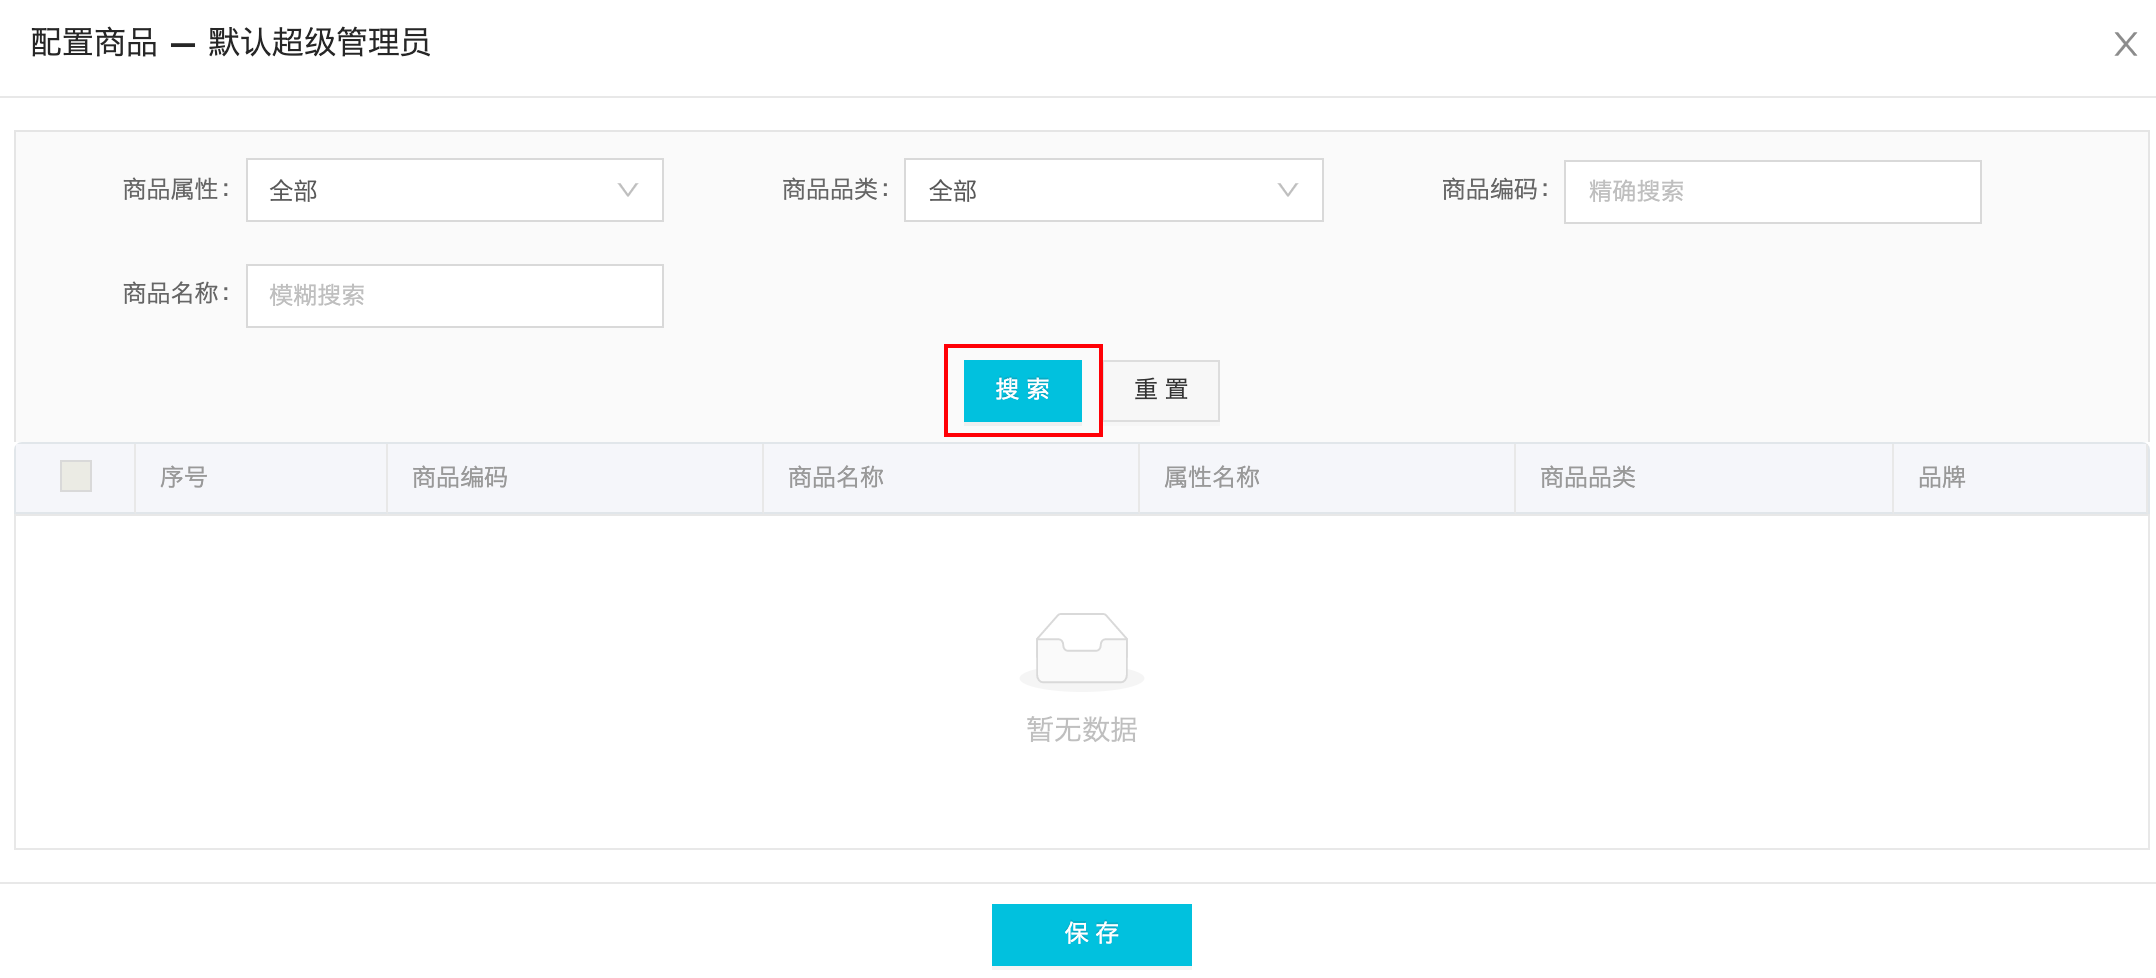 配置商品 — 默认超级管理员
商品属性： 全部 商品品类： 全部 商品编码： 精确搜索
商品名称： 模糊搜索
搜 索 重 置
序号 商品编码 商品名称 属性名称 商品品类 品牌
暂无数据
保 存